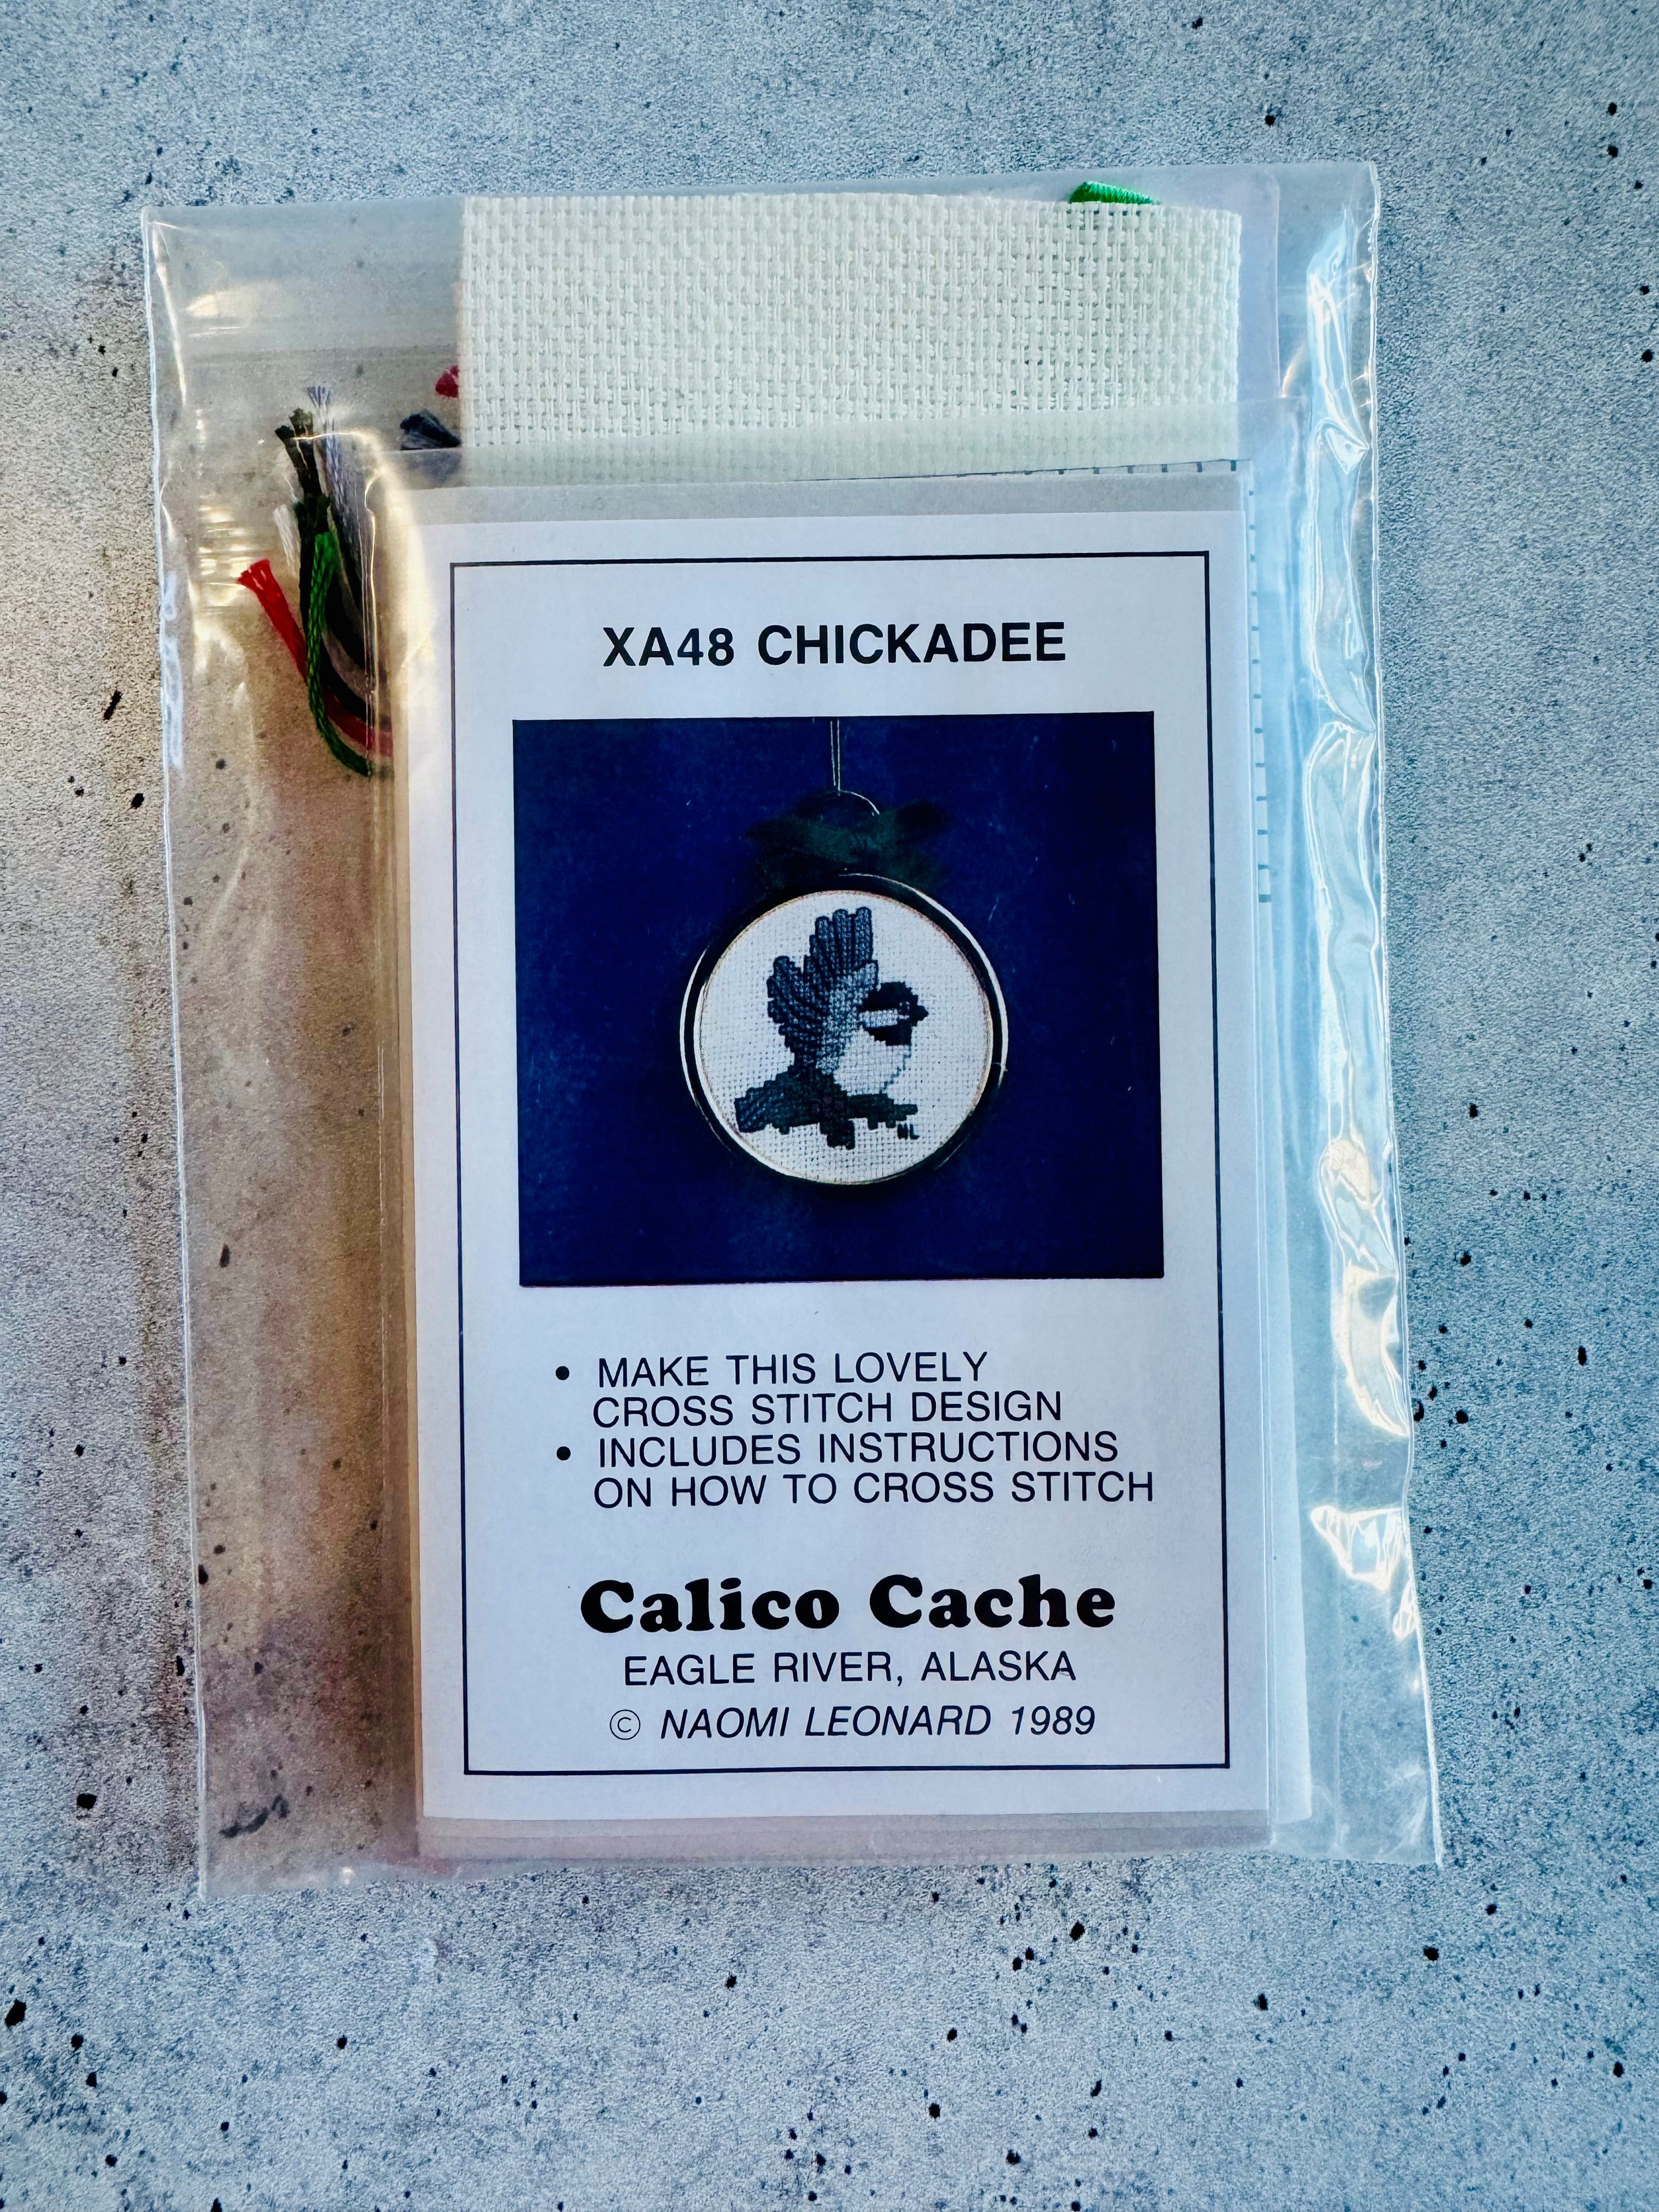 XA48 CHICKADEE
NL
• MAKE THIS LOVELY
CROSS STITCH DESIGN
• INCLUDES INSTRUCTIONS
ON HOW TO CROSS STITCH
Calico Cache
EAGLE RIVER, ALASKA
© NAOMI LEONARD 1989